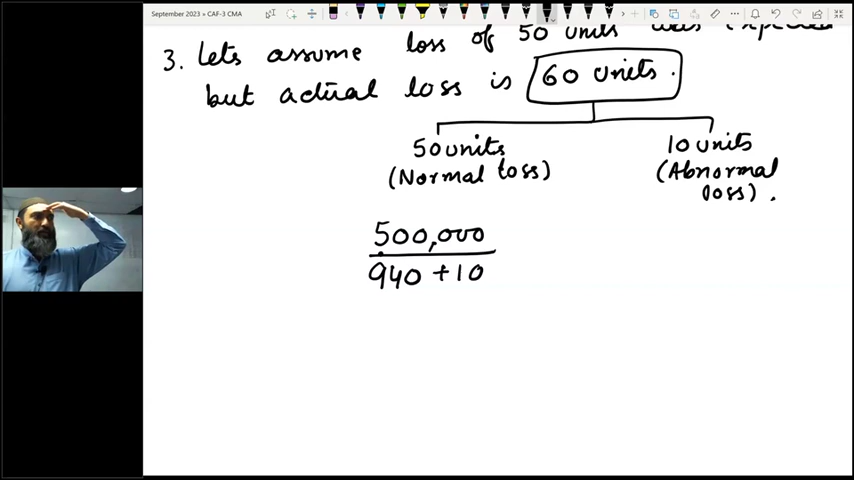 September 2023 » CAF-3 CMA
3. Lets assume loss of 50 units was
but actual loss is 60 units.
50 units
(Normal loss)
10 units
(Abnormal
loss).
500,000
940 + 10